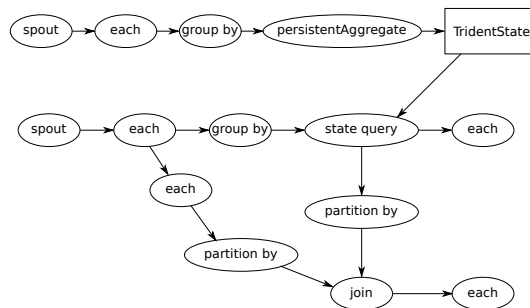 spout
each
group by
persistentAggregate
TridentState
spout
each
group by
state query
each
each
partition by
partition by
join
each